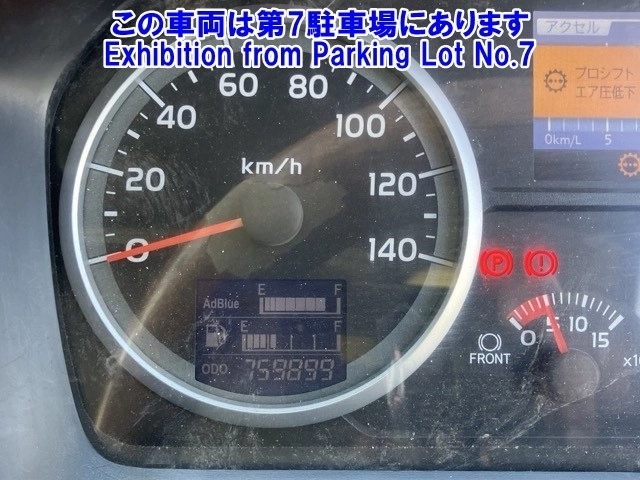 この車両は第7駐車場にあります
Exhibition from Parking Lot No.7
アクセル
プロシフト
エア圧低下
0km/L 5
60 80
40 100
km/h
20 120
0 140
AdBlue E F
E F
ODO. 759899
P !
0 5 10 15
FRONT